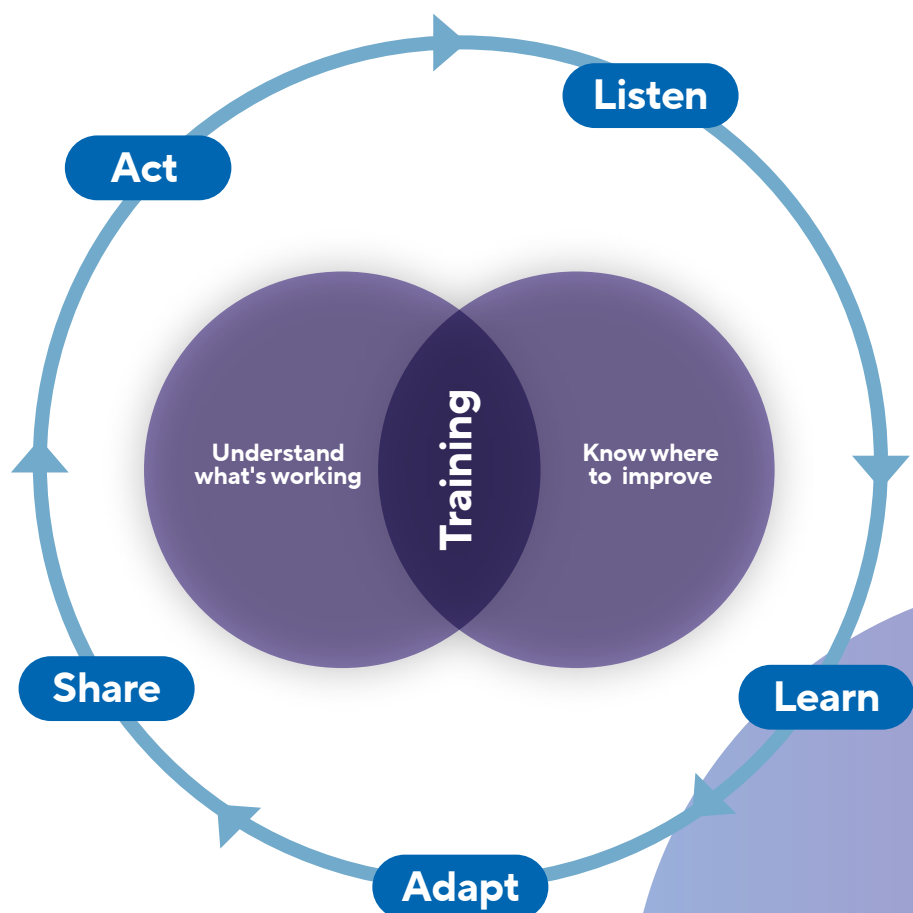 Listen
Act
Understand
what's working
Training
Know where
to improve
Share
Learn
Adapt